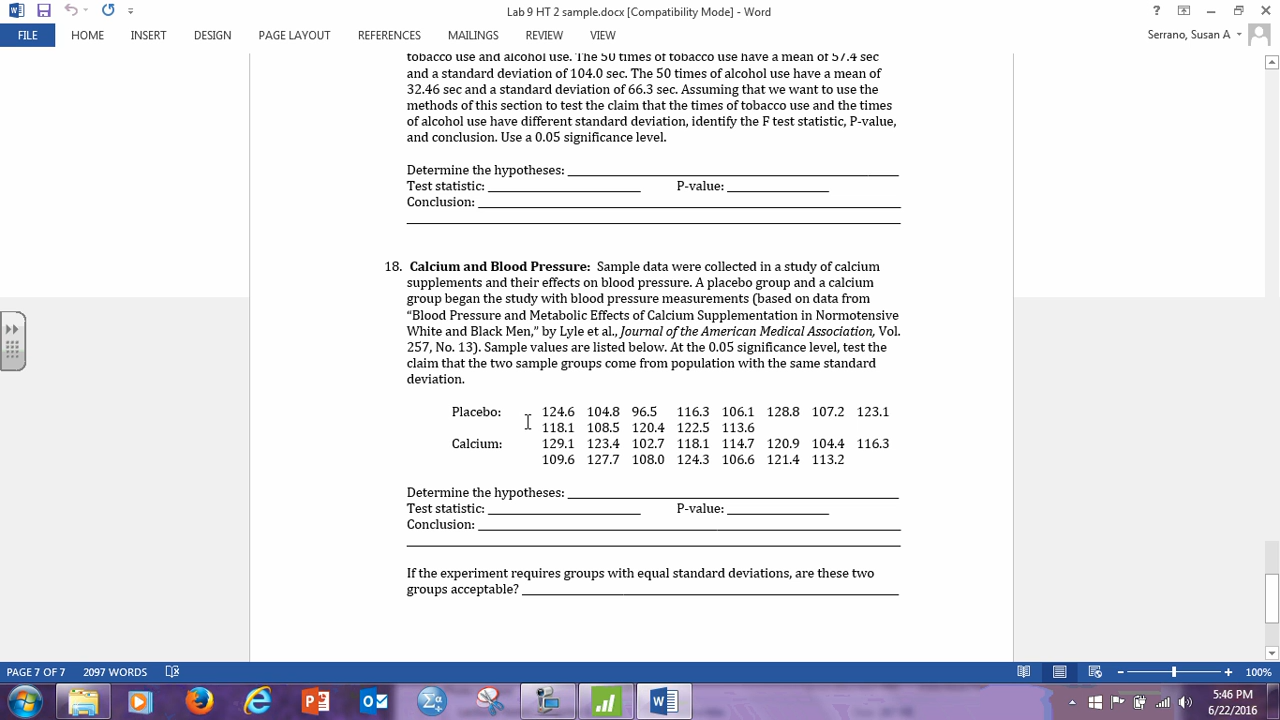 Lab 9 HT 2 sample.docx [Compatibility Mode] - Word
FILE HOME INSERT DESIGN PAGE LAYOUT REFERENCES MAILINGS REVIEW VIEW Serrano, Susan A
tobacco use and alcohol use. The 50 times of tobacco use have a mean of 57.4 sec
and a standard deviation of 104.0 sec. The 50 times of alcohol use have a mean of
32.46 sec and a standard deviation of 66.3 sec. Assuming that we want to use the
methods of this section to test the claim that the times of tobacco use and the times
of alcohol use have different standard deviation, identify the F test statistic, P-value,
and conclusion. Use a 0.05 significance level.
Determine the hypotheses: ___
Test statistic: ___ P-value: ___
Conclusion: ___
18. Calcium and Blood Pressure: Sample data were collected in a study of calcium
supplements and their effects on blood pressure. A placebo group and a calcium
group began the study with blood pressure measurements (based on data from
“Blood Pressure and Metabolic Effects of Calcium Supplementation in Normotensive
White and Black Men,” by Lyle et al., Journal of the American Medical Association, Vol.
257, No. 13). Sample values are listed below. At the 0.05 significance level, test the
claim that the two sample groups come from population with the same standard
deviation.
Placebo: 124.6 104.8 96.5 116.3 106.1 128.8 107.2 123.1
118.1 108.5 120.4 122.5 113.6
Calcium: 129.1 123.4 102.7 118.1 114.7 120.9 104.4 116.3
109.6 127.7 108.0 124.3 106.6 121.4 113.2
Determine the hypotheses: ___
Test statistic: ___ P-value: ___
Conclusion: ___
If the experiment requires groups with equal standard deviations, are these two
groups acceptable? ___
PAGE 7 OF 7 2097 WORDS 100%
5:46 PM
6/22/2016